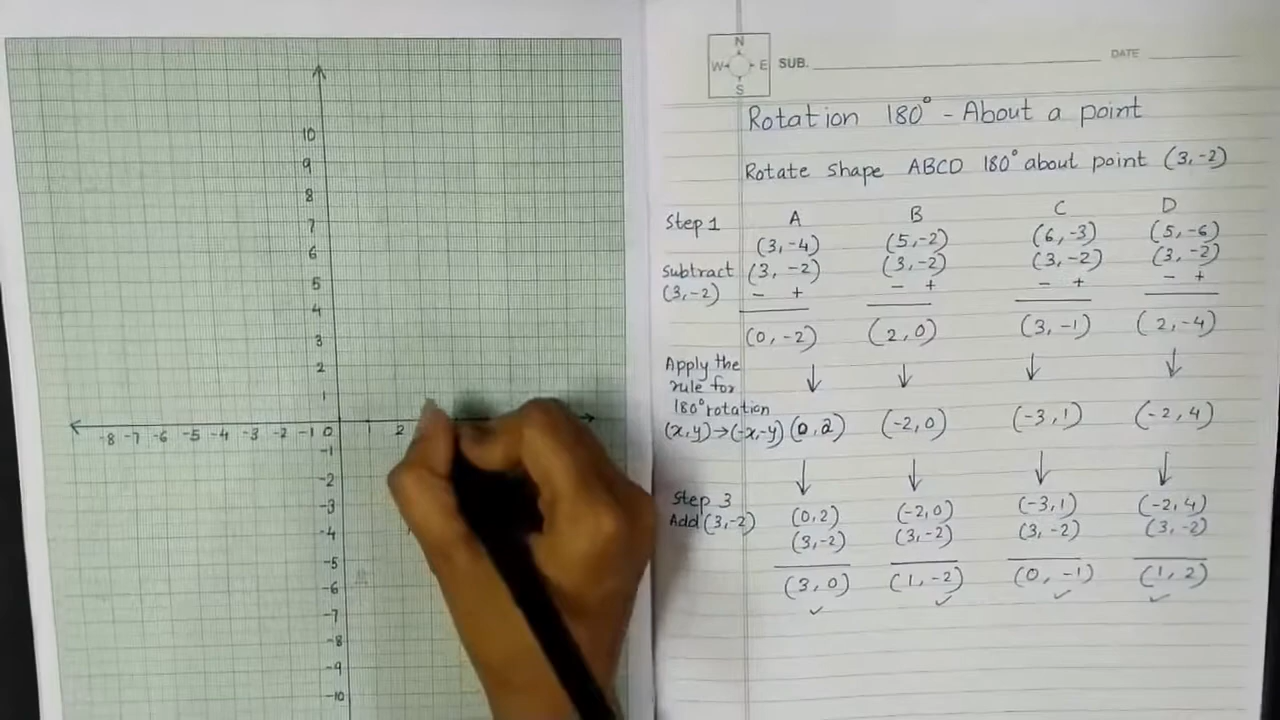 10
9
8
7
6
5
4
3
2
1
-8 -7 -6 -5 -4 -3 -2 -1 0 1 2
-1
-2
-3
-4
-5
-6
-7
-8
-9
-10
N
W E SUB. DATE
S
Rotation 180° - About a point
Rotate shape ABCD 180° about point (3,-2)
Step 1 A B C D
(3,-4) (5,-2) (6,-3) (5,-6)
subtract (3,-2) (3,-2) (3,-2) (3,-2)
(3,-2) - + - + - + - +
(0,-2) (2,0) (3,-1) (2,-4)
Apply the ↓ ↓ ↓ ↓
rule for
180° rotation
(x,y)→(-x,-y) (0,2) (-2,0) (-3,1) (-2,4)
↓ ↓ ↓ ↓
Step 3 (0,2) (-2,0) (-3,1) (-2,4)
Add (3,-2) (3,-2) (3,-2) (3,-2) (3,-2)
(3,0) (1,-2) (0,-1) (1,2)
✓ ✓ ✓ ✓